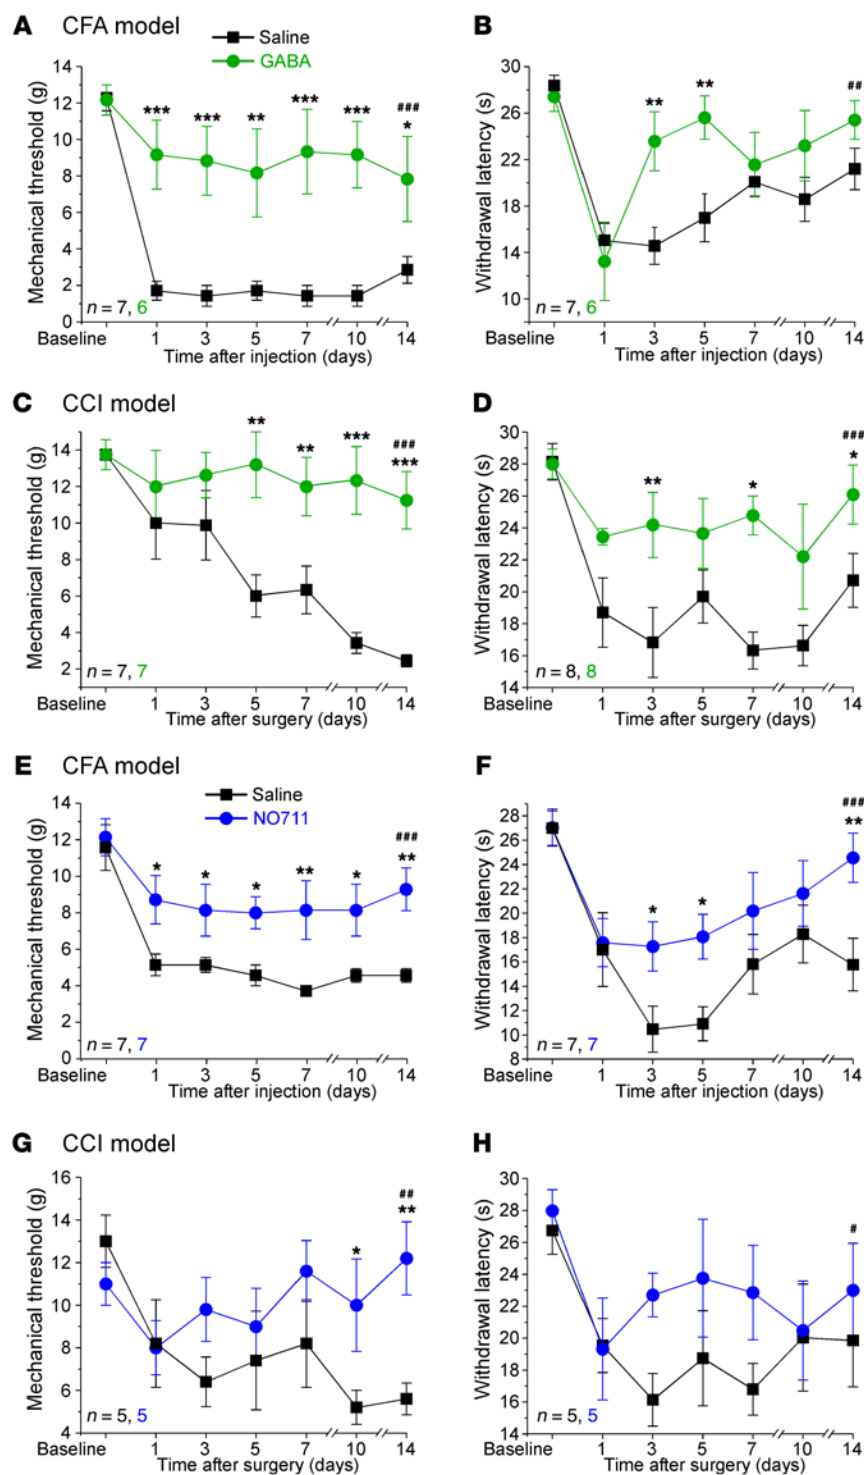 A CFA model
Saline
GABA
Mechanical threshold (g)
14
12
10
8
6
4
2
0
*** *** ** *** *** ### *
n = 7, 6
Baseline 1 3 5 7 10 14
Time after injection (days)
B
Withdrawal latency (s)
30
26
22
18
14
10
** ** ##
n = 7, 6
Baseline 1 3 5 7 10 14
Time after injection (days)
C CCI model
Mechanical threshold (g)
16
14
12
10
8
6
4
2
** ** *** ### ***
n = 7, 7
Baseline 1 3 5 7 10 14
Time after surgery (days)
D
Withdrawal latency (s)
30
28
26
24
22
20
18
16
14
** * ### *
n = 8, 8
Baseline 1 3 5 7 10 14
Time after surgery (days)
E CFA model
Saline
NO711
Mechanical threshold (g)
14
12
10
8
6
4
2
0
* * * ** * ### **
n = 7, 7
Baseline 1 3 5 7 10 14
Time after injection (days)
F
Withdrawal latency (s)
28
26
24
22
20
18
16
14
12
10
8
* * ### **
n = 7, 7
Baseline 1 3 5 7 10 14
Time after injection (days)
G CCI model
Mechanical threshold (g)
16
14
12
10
8
6
4
* ## **
n = 5, 5
Baseline 1 3 5 7 10 14
Time after surgery (days)
H
Withdrawal latency (s)
30
28
26
24
22
20
18
16
14
#
n = 5, 5
Baseline 1 3 5 7 10 14
Time after surgery (days)